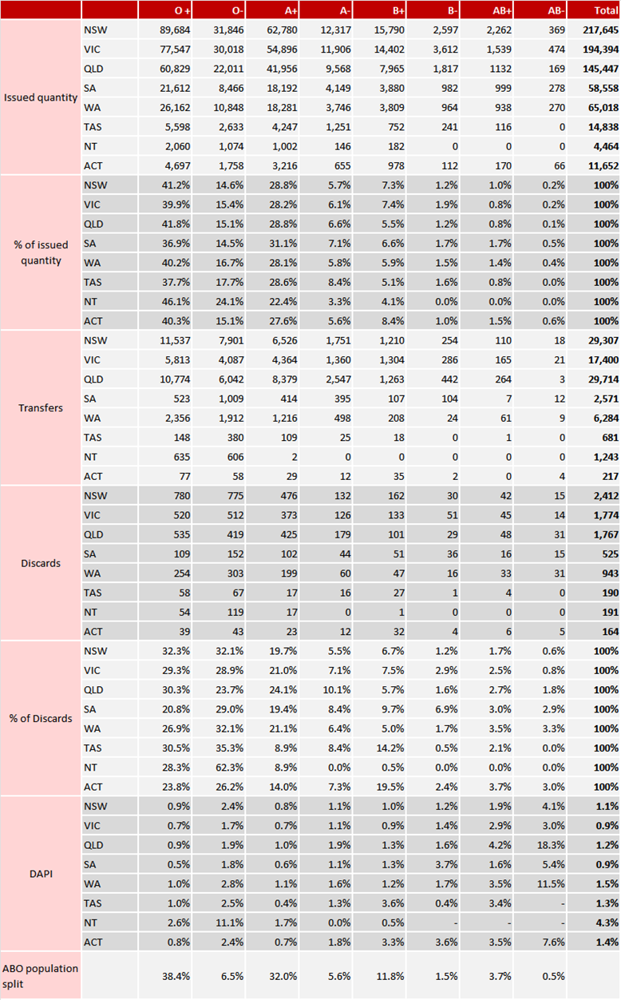 O + O- A+ A- B+ B- AB+ AB- Total
Issued quantity
NSW 89,684 31,846 62,780 12,317 15,790 2,597 2,262 369 217,645
VIC 77,547 30,018 54,896 11,906 14,402 3,612 1,539 474 194,394
QLD 60,829 22,011 41,956 9,568 7,965 1,817 1132 169 145,447
SA 21,612 8,466 18,192 4,149 3,880 982 999 278 58,558
WA 26,162 10,848 18,281 3,746 3,809 964 938 270 65,018
TAS 5,598 2,633 4,247 1,251 752 241 116 0 14,838
NT 2,060 1,074 1,002 146 182 0 0 0 4,464
ACT 4,697 1,758 3,216 655 978 112 170 66 11,652
% of issued
quantity
NSW 41.2% 14.6% 28.8% 5.7% 7.3% 1.2% 1.0% 0.2% 100%
VIC 39.9% 15.4% 28.2% 6.1% 7.4% 1.9% 0.8% 0.2% 100%
QLD 41.8% 15.1% 28.8% 6.6% 5.5% 1.2% 0.8% 0.1% 100%
SA 36.9% 14.5% 31.1% 7.1% 6.6% 1.7% 1.7% 0.5% 100%
WA 40.2% 16.7% 28.1% 5.8% 5.9% 1.5% 1.4% 0.4% 100%
TAS 37.7% 17.7% 28.6% 8.4% 5.1% 1.6% 0.8% 0.0% 100%
NT 46.1% 24.1% 22.4% 3.3% 4.1% 0.0% 0.0% 0.0% 100%
ACT 40.3% 15.1% 27.6% 5.6% 8.4% 1.0% 1.5% 0.6% 100%
Transfers
NSW 11,537 7,901 6,526 1,751 1,210 254 110 18 29,307
VIC 5,813 4,087 4,364 1,360 1,304 286 165 21 17,400
QLD 10,774 6,042 8,379 2,547 1,263 442 264 3 29,714
SA 523 1,009 414 395 107 104 7 12 2,571
WA 2,356 1,912 1,216 498 208 24 61 9 6,284
TAS 148 380 109 25 18 0 1 0 681
NT 635 606 2 0 0 0 0 0 1,243
ACT 77 58 29 12 35 2 0 4 217
Discards
NSW 780 775 476 132 162 30 42 15 2,412
VIC 520 512 373 126 133 51 45 14 1,774
QLD 535 419 425 179 101 29 48 31 1,767
SA 109 152 102 44 51 36 16 15 525
WA 254 303 199 60 47 16 33 31 943
TAS 58 67 17 16 27 1 4 0 190
NT 54 119 17 0 1 0 0 0 191
ACT 39 43 23 12 32 4 6 5 164
% of Discards
NSW 32.3% 32.1% 19.7% 5.5% 6.7% 1.2% 1.7% 0.6% 100%
VIC 29.3% 28.9% 21.0% 7.1% 7.5% 2.9% 2.5% 0.8% 100%
QLD 30.3% 23.7% 24.1% 10.1% 5.7% 1.6% 2.7% 1.8% 100%
SA 20.8% 29.0% 19.4% 8.4% 9.7% 6.9% 3.0% 2.9% 100%
WA 26.9% 32.1% 21.1% 6.4% 5.0% 1.7% 3.5% 3.3% 100%
TAS 30.5% 35.3% 8.9% 8.4% 14.2% 0.5% 2.1% 0.0% 100%
NT 28.3% 62.3% 8.9% 0.0% 0.5% 0.0% 0.0% 0.0% 100%
ACT 23.8% 26.2% 14.0% 7.3% 19.5% 2.4% 3.7% 3.0% 100%
DAPI
NSW 0.9% 2.4% 0.8% 1.1% 1.0% 1.2% 1.9% 4.1% 1.1%
VIC 0.7% 1.7% 0.7% 1.1% 0.9% 1.4% 2.9% 3.0% 0.9%
QLD 0.9% 1.9% 1.0% 1.9% 1.3% 1.6% 4.2% 18.3% 1.2%
SA 0.5% 1.8% 0.6% 1.1% 1.3% 3.7% 1.6% 5.4% 0.9%
WA 1.0% 2.8% 1.1% 1.6% 1.2% 1.7% 3.5% 11.5% 1.5%
TAS 1.0% 2.5% 0.4% 1.3% 3.6% 0.4% 3.4% - 1.3%
NT 2.6% 11.1% 1.7% 0.0% 0.5% - - - 4.3%
ACT 0.8% 2.4% 0.7% 1.8% 3.3% 3.6% 3.5% 7.6% 1.4%
ABO population
split
38.4% 6.5% 32.0% 5.6% 11.8% 1.5% 3.7% 0.5%